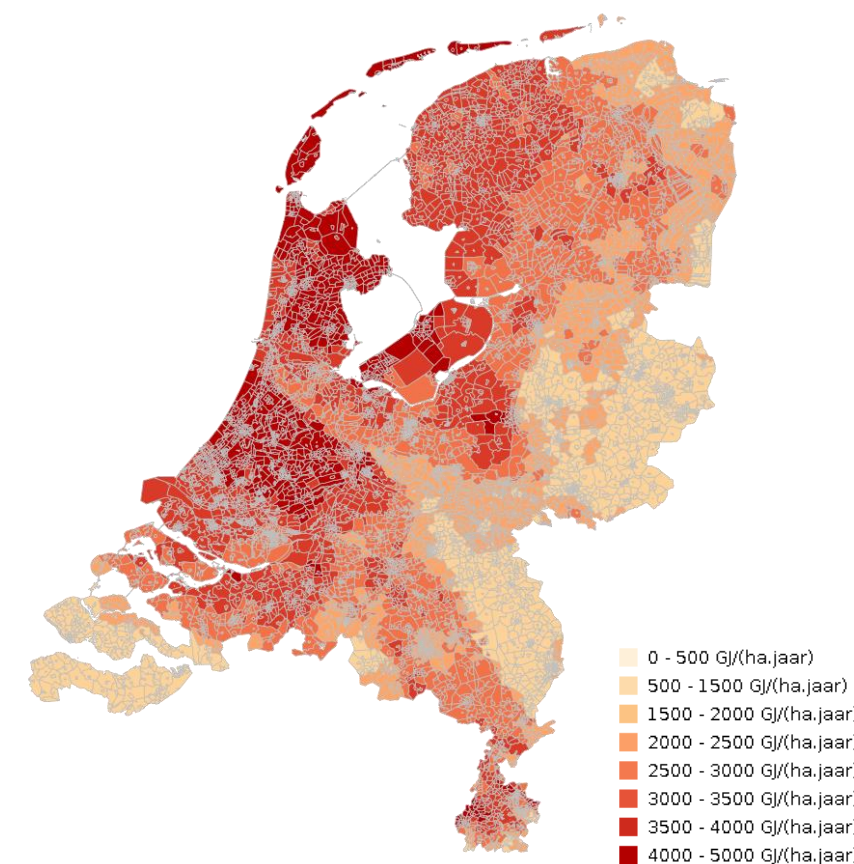 0 - 500 GJ/(ha.jaar)
500 - 1500 GJ/(ha.jaar)
1500 - 2000 GJ/(ha.jaar)
2000 - 2500 GJ/(ha.jaar)
2500 - 3000 GJ/(ha.jaar)
3000 - 3500 GJ/(ha.jaar)
3500 - 4000 GJ/(ha.jaar)
4000 - 5000 GJ/(ha.jaar)